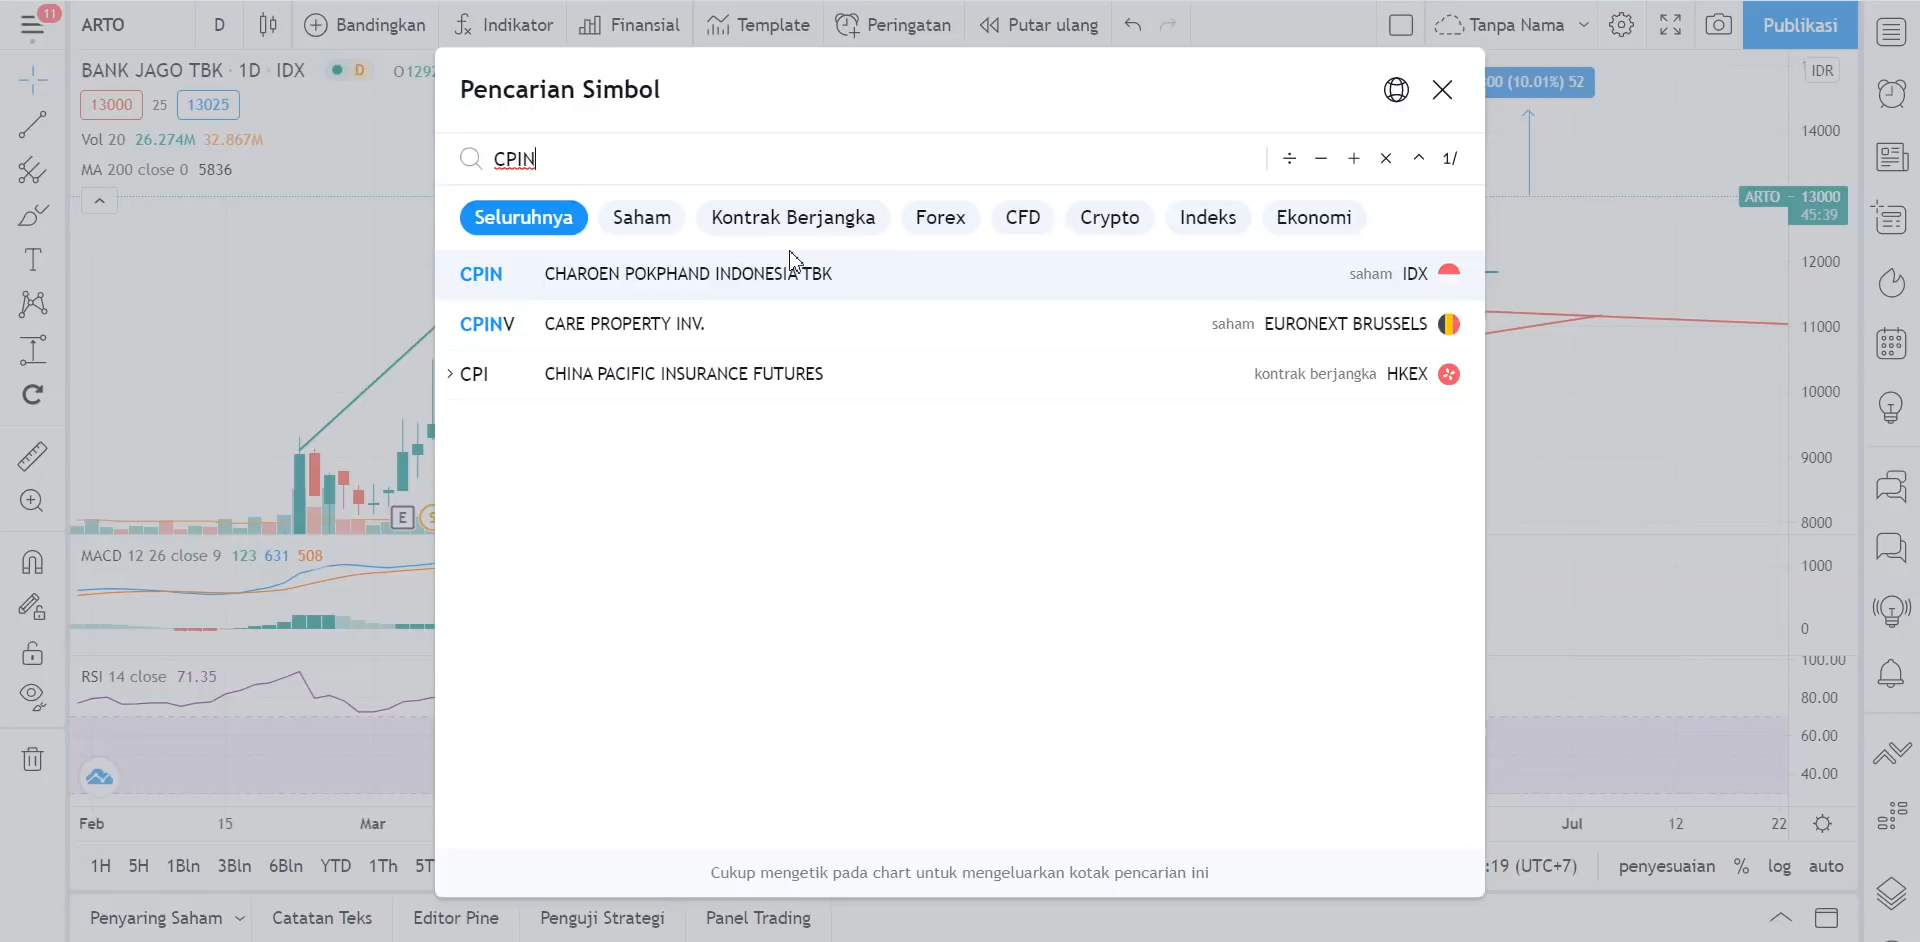 11
ARTO
D
Bandingkan
Indikator
Finansial
Template
Peringatan
Putar ulang
Tanpa Nama
Publikasi
BANK JAGO TBK · 1D · IDX
D
O1292
13000
25
13025
Vol 20 26.274M 32.867M
MA 200 close 0 5836
Pencarian Simbol
CPIN
÷ − + × ^ 1/
Seluruhnya
Saham
Kontrak Berjangka
Forex
CFD
Crypto
Indeks
Ekonomi
CPIN CHAROEN POKPHAND INDONESIA TBK saham IDX
CPINV CARE PROPERTY INV. saham EURONEXT BRUSSELS
CPI CHINA PACIFIC INSURANCE FUTURES kontrak berjangka HKEX
Cukup mengetik pada chart untuk mengeluarkan kotak pencarian ini
00 (10.01%) 52
IDR
14000
ARTO 13000
45:39
12000
11000
10000
9000
8000
E
S
MACD 12 26 close 9 123 631 508
1000
0
RSI 14 close 71.35
100.00
80.00
60.00
40.00
Feb
15
Mar
Jul
12
22
1H 5H 1Bln 3Bln 6Bln YTD 1Th 5T
:19 (UTC+7)
penyesuaian
%
log
auto
Penyaring Saham
Catatan Teks
Editor Pine
Penguji Strategi
Panel Trading